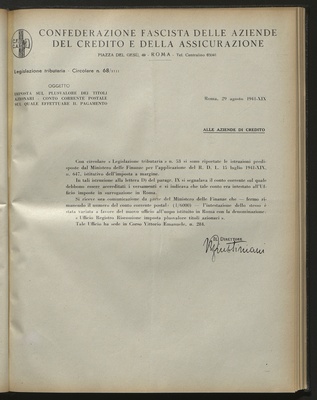 CONFEDERAZIONE FASCISTA DELLE AZIENDE
DEL CREDITO E DELLA ASSICURAZIONE
PIAZZA DEL GESÙ, 46 - ROMA - Tel. Centralino 83241
Legislazione tributaria - Circolare n. 68
OGGETTO
IMPOSTA SUL PLUSVALORE DEI TITOLI
AZIONARI - CONTO CORRENTE POSTALE
SUL QUALE EFFETTUARE IL PAGAMENTO
Roma, 29 agosto 1941-XIX.
ALLE AZIENDE DI CREDITO
Con circolare « Legislazione tributaria » n. 58 si sono riportate le istruzioni predi-
sposte dal Ministero delle Finanze per l'applicazione del R. D. L. 15 luglio 1941-XIX,
n. 647, istitutivo dell'imposta a margine.
In tali istruzioni alla lettera D) del paragr. IX si segnalava il conto corrente sul quale
debbono essere accreditati i versamenti e si indicava che tale conto era intestato all'Uf-
ficio imposte in surrogazione in Roma.
Si riceve ora comunicazione da parte del Ministero delle Finanze che — fermo ri-
manendo il numero del conto corrente postale: (1/6000) — l'intestazione dello stesso è
stata variata a favore del nuovo ufficio all'uopo istituito in Roma con la denominazione:
« Ufficio Registro Riscossione imposta plusvalore titoli azionari ».
Tale Ufficio ha sede in Corso Vittorio Emanuele, n. 284.
IL DIRETTORE